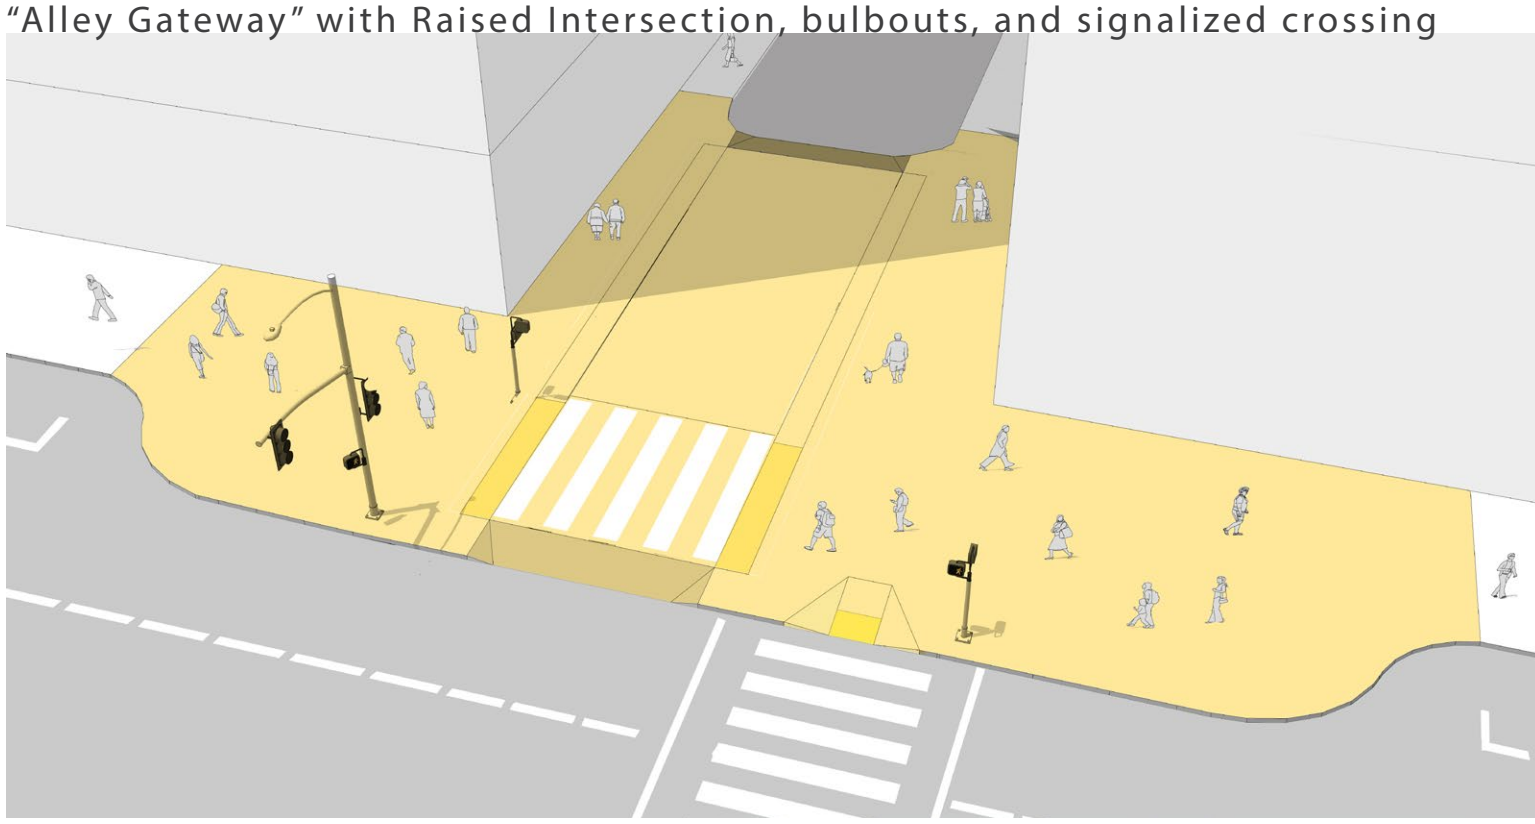 “Alley Gateway” with Raised Intersection, bulbouts, and signalized crossing